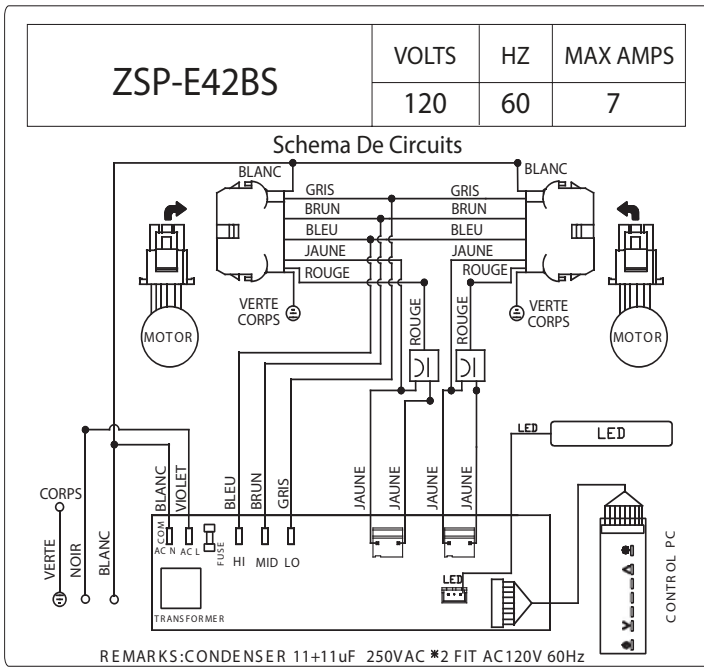 ZSP-E42BS
VOLTS HZ MAX AMPS
120 60 7
Schema De Circuits
BLANC BLANC
GRIS GRIS
BRUN BRUN
BLEU BLEU
JAUNE JAUNE
ROUGE ROUGE
VERTE CORPS
VERTE CORPS
MOTOR
MOTOR
ROUGE
ROUGE
LED
LED
CORPS
VERTE
NOIR
BLANC
BLANC
VIOLET
BLEU
BRUN
GRIS
JAUNE
JAUNE
JAUNE
JAUNE
COM
AC N
AC L
FUSE
HI MID LO
LED
TRANSFORMER
CONTROL PC
REMARKS:CONDENSER 11+11uF 250VAC *2 FIT AC120V 60Hz